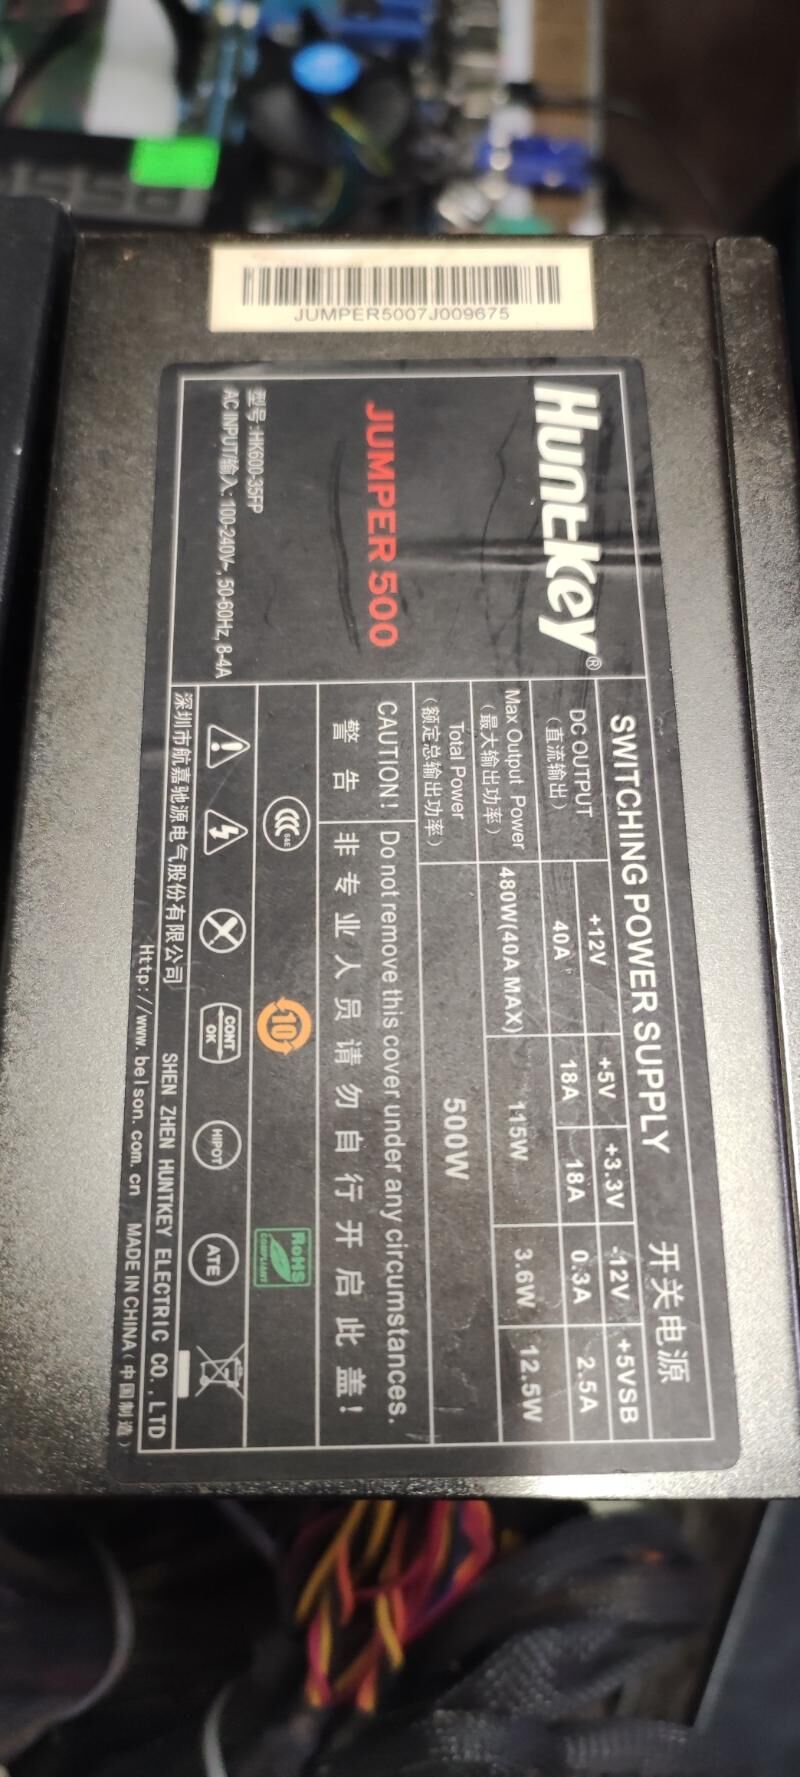 JUMPER5007J009675
Huntkey®
JUMPER 500
型号:HK600-35FP
AC INPUT/输入: 100-240V~, 50-60Hz, 8-4A
SWITCHING POWER SUPPLY 开关电源
DC OUTPUT (直流输出) +12V +5V +3.3V -12V +5VSB
40A 18A 18A 0.3A 2.5A
Max Output Power (最大输出功率) 480W(40A MAX) 115W 3.6W 12.5W
Total Power (额定总输出功率) 500W
CAUTION! Do not remove this cover under any circumstances.
警告 非专业人员请勿自行开启此盖!
CCC S&E 10 RoHS COMPLIANT
CONT OK HIPOT ATE
深圳市航嘉驰源电气股份有限公司 SHEN ZHEN HUNTKEY ELECTRIC CO., LTD
Http://www.belson.com.cn MADE IN CHINA(中国制造)